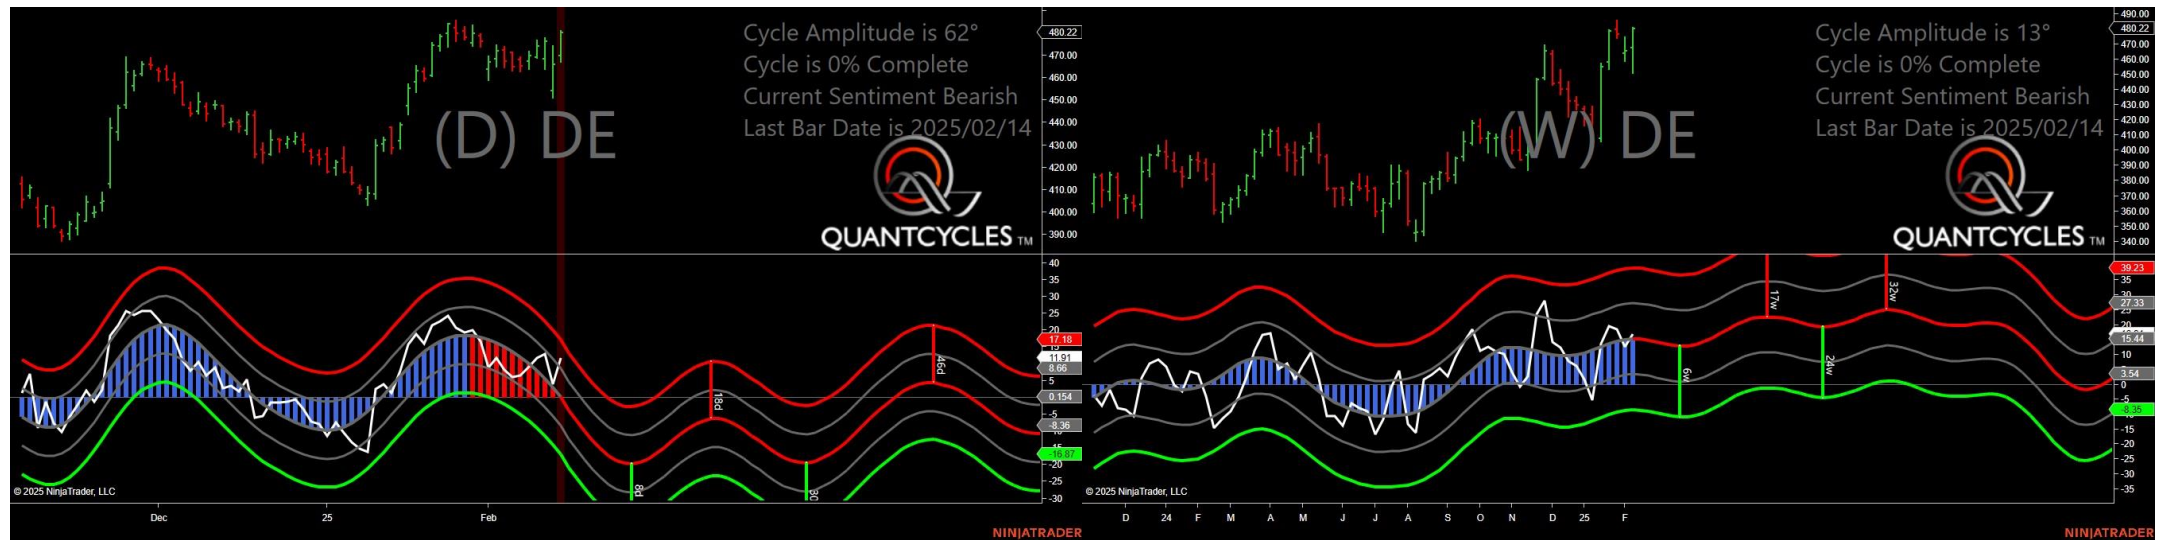 Cycle Amplitude is 62°
Cycle is 0% Complete
Current Sentiment Bearish
Last Bar Date is 2025/02/14
(D) DE
QUANTCYCLES TM
480.22
470.00
460.00
450.00
440.00
430.00
420.00
410.00
400.00
390.00
40
35
30
25
20
17.18
15
11.91
8.66
5
0.154
-5
-8.36
-16.87
-20
-25
-30
8d
18d
30
46d
© 2025 NinjaTrader, LLC
Dec
25
Feb
NINJATRADER
Cycle Amplitude is 13°
Cycle is 0% Complete
Current Sentiment Bearish
Last Bar Date is 2025/02/14
(W) DE
QUANTCYCLES TM
490.00
480.22
470.00
460.00
450.00
440.00
430.00
420.00
410.00
400.00
390.00
380.00
370.00
360.00
350.00
340.00
39.23
35
30
27.33
25
20
15.44
10
3.54
0
-5
-8.35
-15
-20
-25
-30
-35
6w
17w
24w
32w
© 2025 NinjaTrader, LLC
D
24
F
M
A
M
J
J
A
S
O
N
D
25
F
NINJATRADER